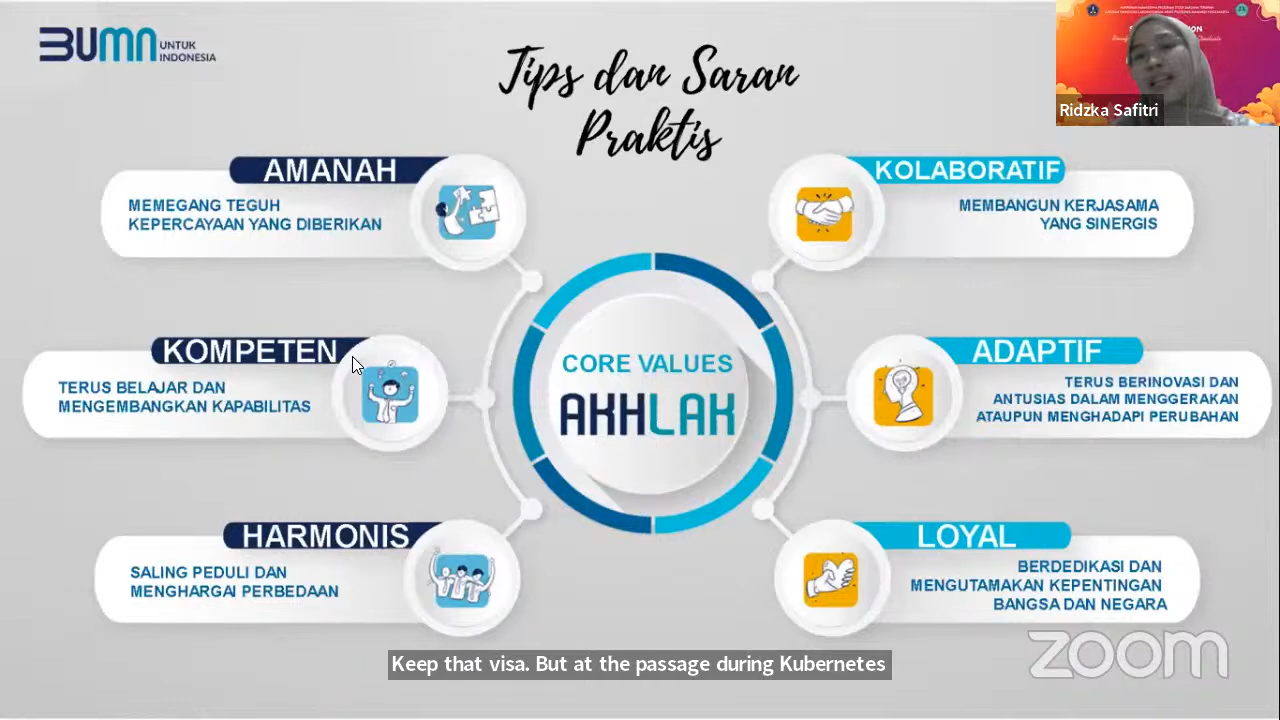 BUMN UNTUK
INDONESIA
Tips dan Saran
Praktis
Ridzka Safitri
AMANAH
MEMEGANG TEGUH
KEPERCAYAAN YANG DIBERIKAN
KOMPETEN
TERUS BELAJAR DAN
MENGEMBANGKAN KAPABILITAS
HARMONIS
SALING PEDULI DAN
MENGHARGAI PERBEDAAN
CORE VALUES
AKHLAK
KOLABORATIF
MEMBANGUN KERJASAMA
YANG SINERGIS
ADAPTIF
TERUS BERINOVASI DAN
ANTUSIAS DALAM MENGGERAKAN
ATAUPUN MENGHADAPI PERUBAHAN
LOYAL
BERDEDIKASI DAN
MENGUTAMAKAN KEPENTINGAN
BANGSA DAN NEGARA
Keep that visa. But at the passage during Kubernetes
zoom